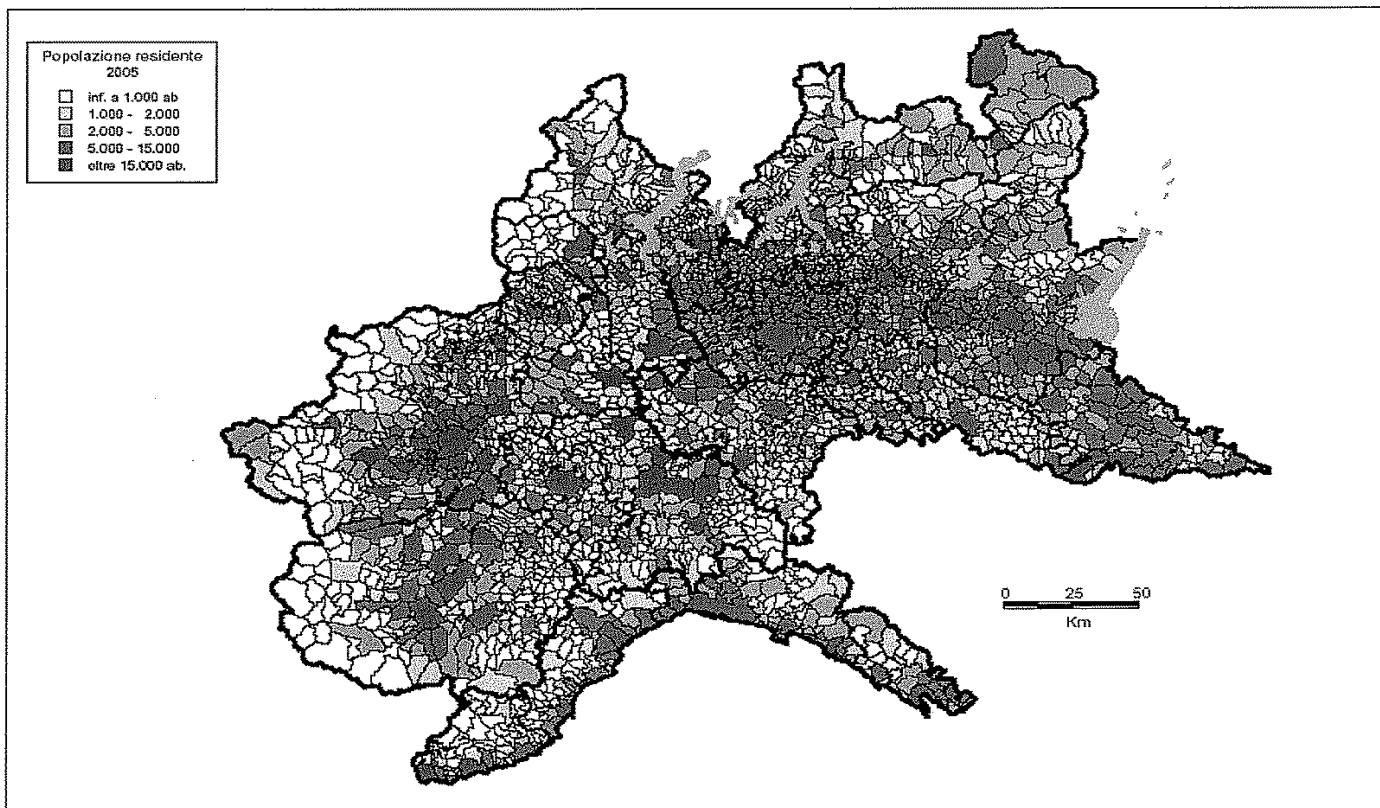 Popolazione residente
2005
inf. a 1.000 ab
1.000 - 2.000
2.000 - 5.000
5.000 - 15.000
oltre 15.000 ab.
0 25 50
Km